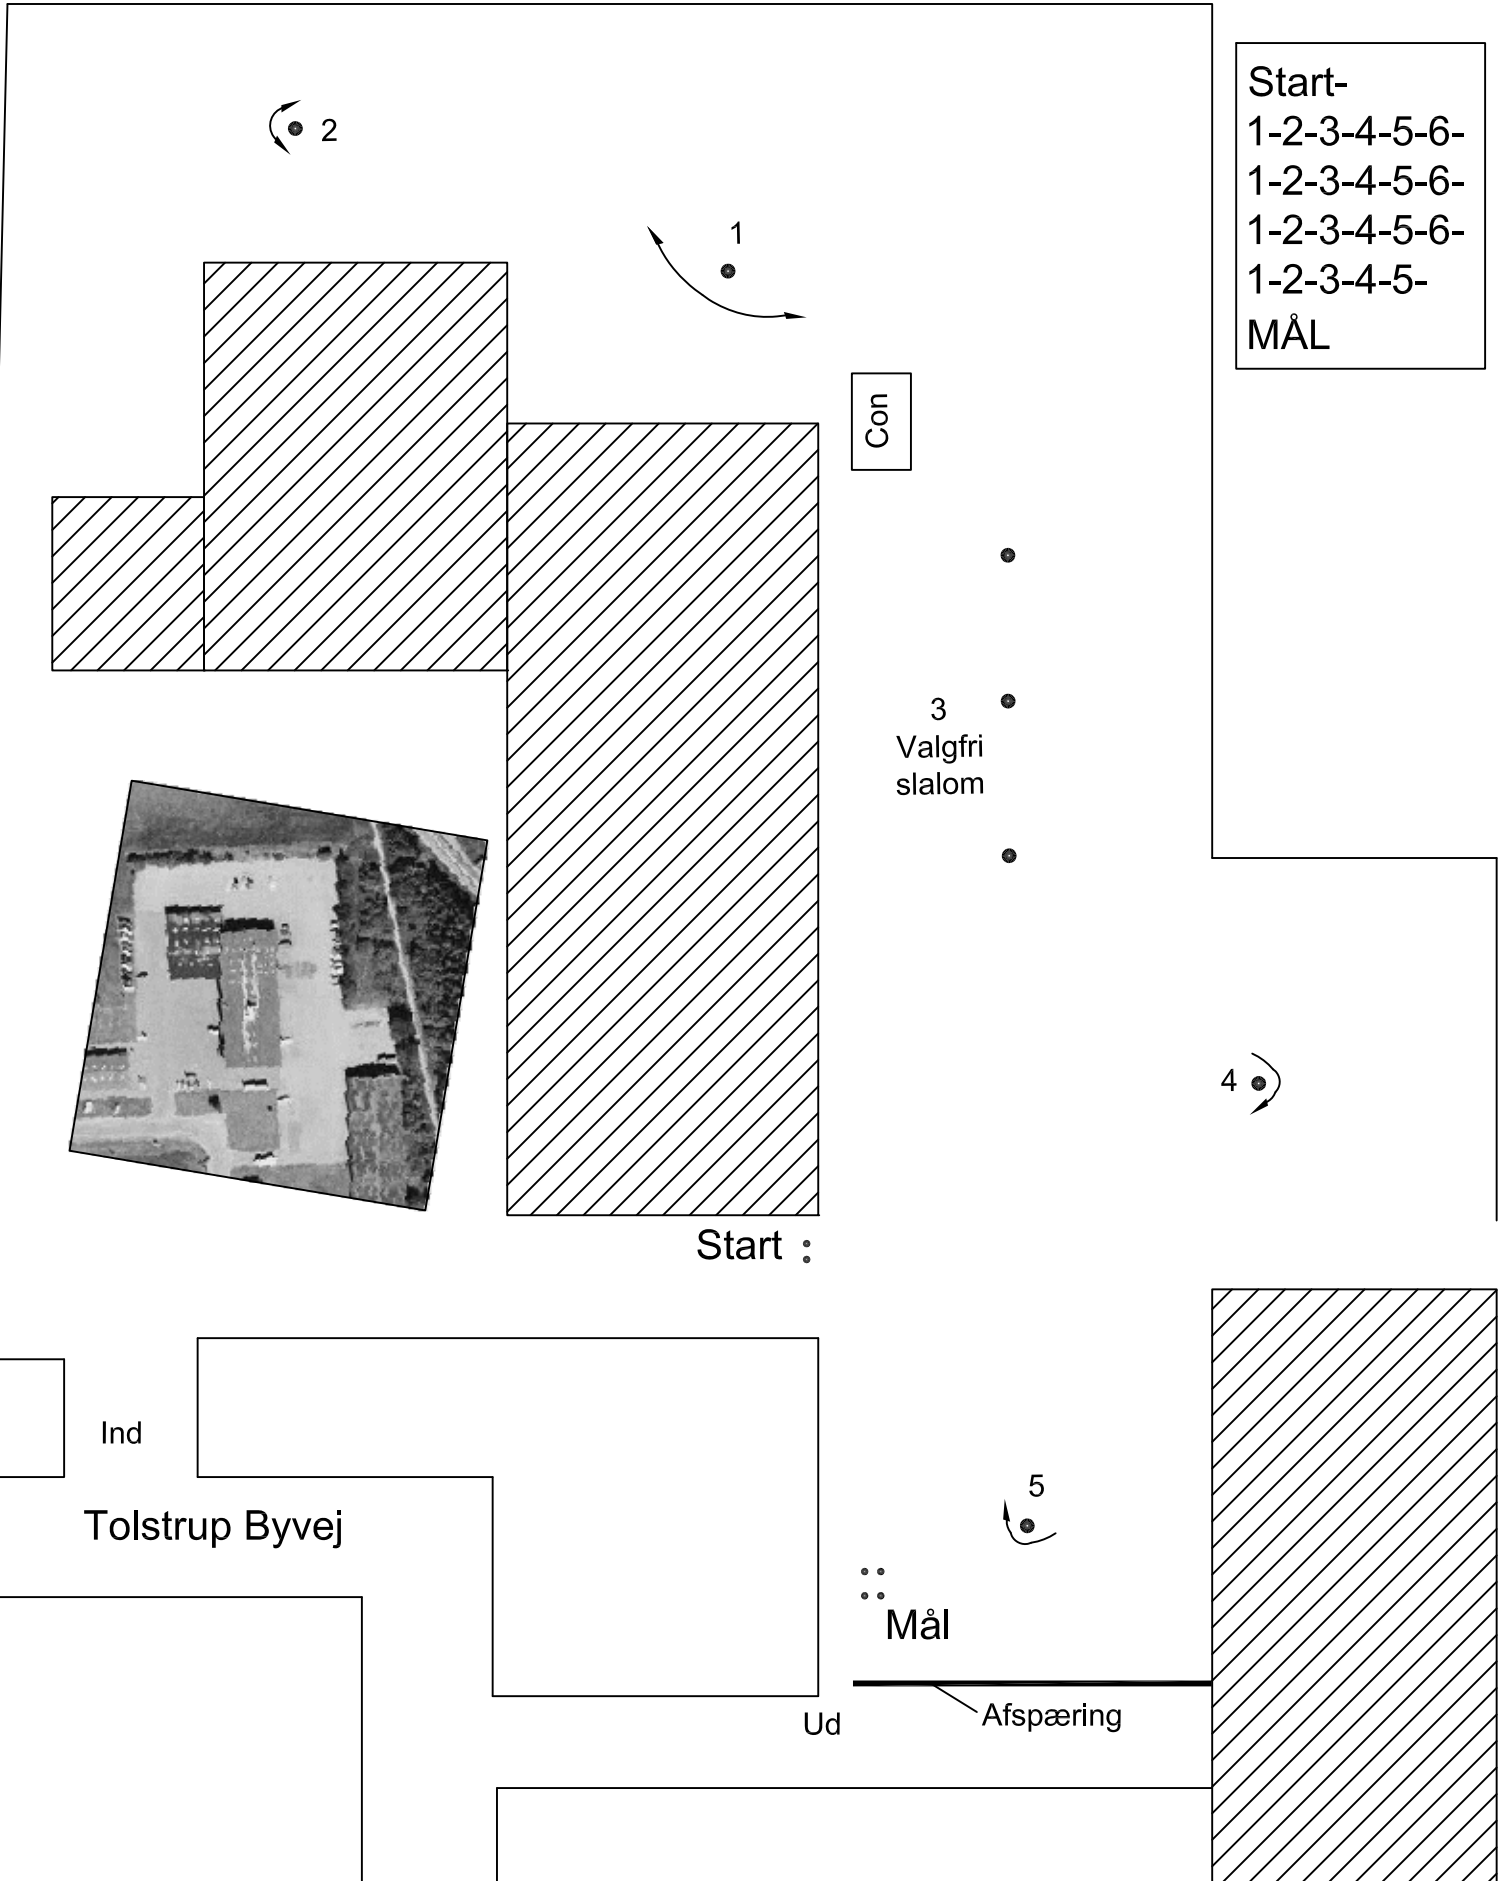 Start-
1-2-3-4-5-6-
1-2-3-4-5-6-
1-2-3-4-5-6-
1-2-3-4-5-
MÅL
2
1
Con
3
Valgfri
slalom
4
Start
Ind
Tolstrup Byvej
5
Mål
Ud
Afspæring